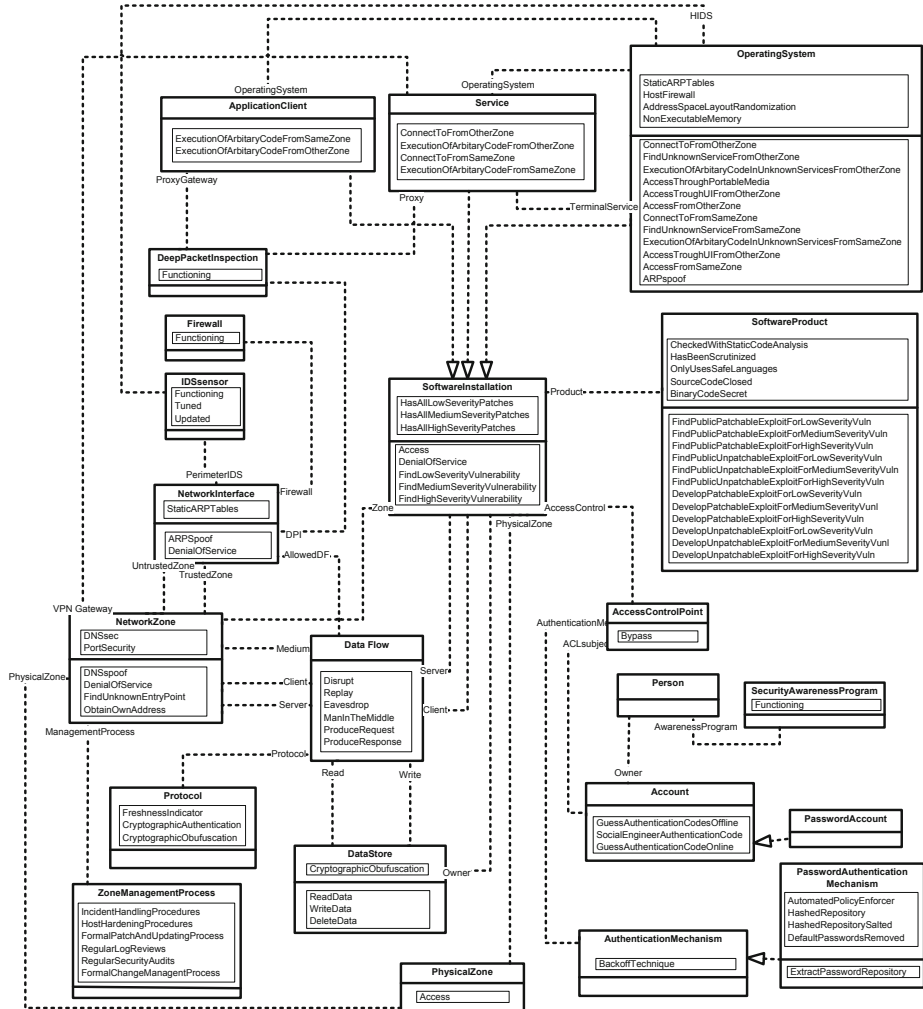 HIDS
OperatingSystem
StaticARPTables
HostFirewall
AddressSpaceLayoutRandomization
NonExecutableMemory
ConnectToFromOtherZone
FindUnknownServiceFromOtherZone
ExecutionOfArbitaryCodeInUnknownServicesFromOtherZone
AccessThroughPortableMedia
AccessTroughUIFromOtherZone
AccessFromOtherZone
ConnectToFromSameZone
FindUnknownServiceFromSameZone
ExecutionOfArbitaryCodeInUnknownServicesFromSameZone
AccessTroughUIFromOtherZone
AccessFromSameZone
ARPspoof
OperatingSystem
ApplicationClient
ExecutionOfArbitaryCodeFromSameZone
ExecutionOfArbitaryCodeFromOtherZone
ProxyGateway
OperatingSystem
Service
ConnectToFromOtherZone
ExecutionOfArbitaryCodeFromOtherZone
ConnectToFromSameZone
ExecutionOfArbitaryCodeFromSameZone
Proxy
TerminalService
DeepPacketInspection
Functioning
Firewall
Functioning
IDSsensor
Functioning
Tuned
Updated
PerimeterIDS
NetworkInterface
StaticARPTables
ARPSpoof
DenialOfService
Firewall
DPI
AllowedDF
UntrustedZone
TrustedZone
SoftwareInstallation
HasAllLowSeverityPatches
HasAllMediumSeverityPatches
HasAllHighSeverityPatches
Access
DenialOfService
FindLowSeverityVulnerability
FindMediumSeverityVulnerability
FindHighSeverityVulnerability
Product
Zone
PhysicalZone
AccessControl
SoftwareProduct
CheckedWithStaticCodeAnalysis
HasBeenScrutinized
OnlyUsesSafeLanguages
SourceCodeClosed
BinaryCodeSecret
FindPublicPatchableExploitForLowSeverityVuln
FindPublicPatchableExploitForMediumSeverityVuln
FindPublicPatchableExploitForHighSeverityVuln
FindPublicUnpatchableExploitForLowSeverityVuln
FindPublicUnpatchableExploitForMediumSeverityVuln
FindPublicUnpatchableExploitForHighSeverityVuln
DevelopPatchableExploitForLowSeverityVuln
DevelopPatchableExploitForMediumSeverityVunl
DevelopPatchableExploitForHighSeverityVuln
DevelopUnpatchableExploitForLowSeverityVuln
DevelopUnpatchableExploitForMediumSeverityVunl
DevelopUnpatchableExploitForHighSeverityVuln
VPN Gateway
NetworkZone
DNSsec
PortSecurity
DNSspoof
DenialOfService
FindUnknownEntryPoint
ObtainOwnAddress
PhysicalZone
ManagementProcess
Medium
Client
Server
Data Flow
Disrupt
Replay
Eavesdrop
ManInTheMiddle
ProduceRequest
ProduceResponse
Server
Client
Protocol
Read
Write
AccessControlPoint
Bypass
AuthenticationMe
ACLsubjec
Person
AwarenessProgram
Owner
SecurityAwarenessProgram
Functioning
Account
GuessAuthenticationCodesOffline
SocialEngineerAuthenticationCode
GuessAuthenticationCodeOnline
PasswordAccount
Protocol
FreshnessIndicator
CryptographicAuthentication
CryptographicObufuscation
DataStore
CryptographicObufuscation
ReadData
WriteData
DeleteData
Owner
ZoneManagementProcess
IncidentHandlingProcedures
HostHardeningProcedures
FormalPatchAndUpdatingProcess
RegularLogReviews
RegularSecurityAudits
FormalChangeManagentProcess
PhysicalZone
Access
AuthenticationMechanism
BackoffTechnique
PasswordAuthentication
Mechanism
AutomatedPolicyEnforcer
HashedRepository
HashedRepositorySalted
DefaultPasswordsRemoved
ExtractPasswordRepository